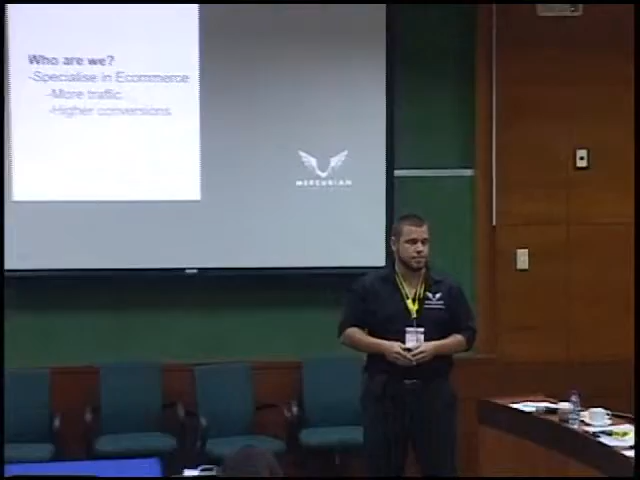 Who are we?
-Specialise in Ecommerce
-More traffic
-Higher conversions
MERCURIAN